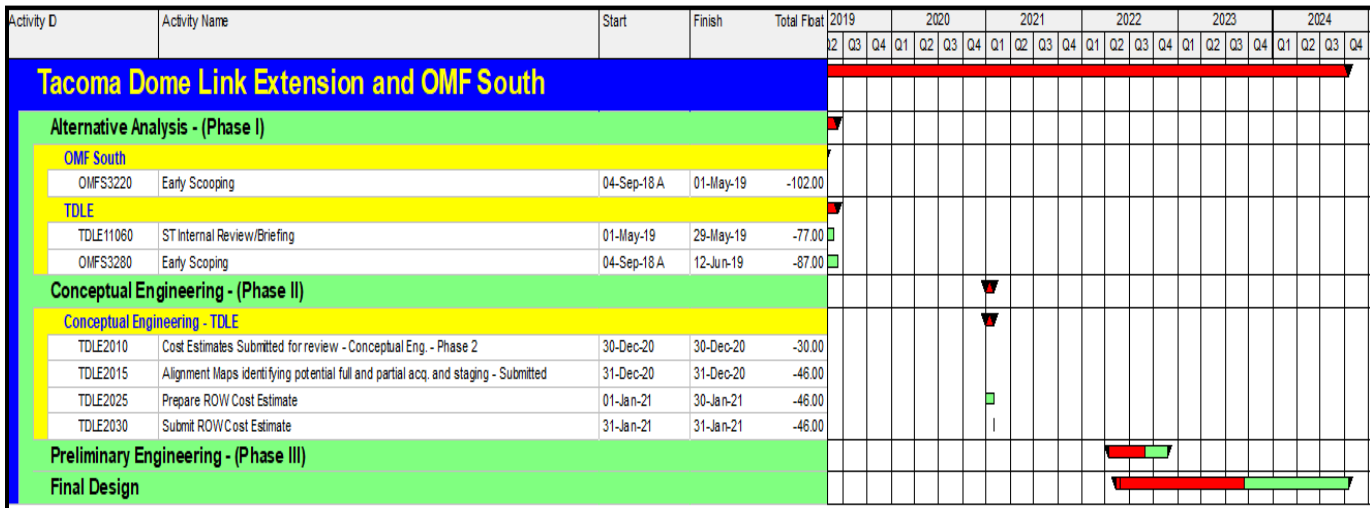 Activity D Activity Name Start Finish Total Float 2019 2020 2021 2022 2023 2024
Q2 Q3 Q4 Q1 Q2 Q3 Q4 Q1 Q2 Q3 Q4 Q1 Q2 Q3 Q4 Q1 Q2 Q3 Q4 Q1 Q2 Q3 Q4
Tacoma Dome Link Extension and OMF South
Alternative Analysis - (Phase I)
OMF South
OMFS3220 Early Scooping 04-Sep-18 A 01-May-19 -102.00
TDLE
TDLE11060 ST Internal Review/Briefing 01-May-19 29-May-19 -77.00
OMFS3280 Early Scoping 04-Sep-18 A 12-Jun-19 -87.00
Conceptual Engineering - (Phase II)
Conceptual Engineering - TDLE
TDLE2010 Cost Estimates Submitted for review - Conceptual Eng. - Phase 2 30-Dec-20 30-Dec-20 -30.00
TDLE2015 Alignment Maps identifying potential full and partial acq. and staging - Submitted 31-Dec-20 31-Dec-20 -46.00
TDLE2025 Prepare ROW Cost Estimate 01-Jan-21 30-Jan-21 -46.00
TDLE2030 Submit ROW Cost Estimate 31-Jan-21 31-Jan-21 -46.00
Preliminary Engineering - (Phase III)
Final Design